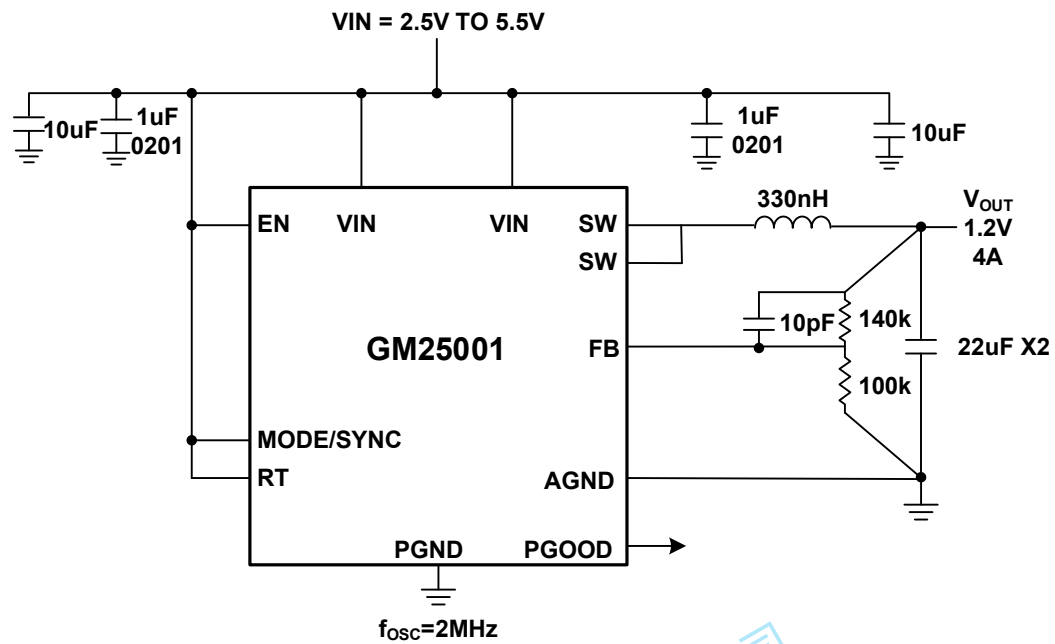 VIN = 2.5V TO 5.5V
10uF
1uF
0201
1uF
0201
10uF
EN
VIN
VIN
SW
SW
330nH
VOUT
1.2V
4A
10pF
140k
22uF X2
GM25001
FB
100k
MODE/SYNC
RT
AGND
PGND
PGOOD
fOSC=2MHz